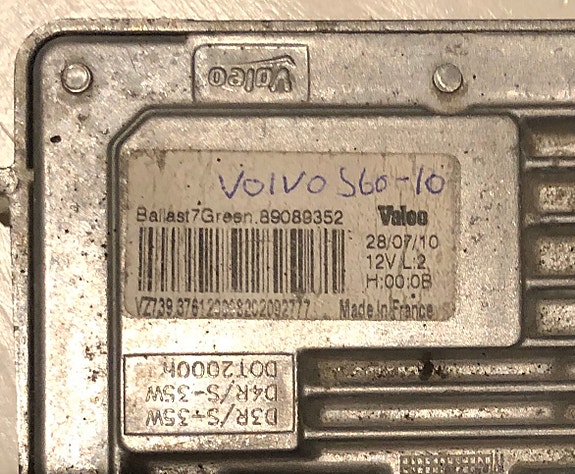 Valeo
VOLVO S60-10
Ballast7Green.89089352
Valeo
28/07/10
12V/L:2
H:00.0B
Made In France
D3R/S-35W
D4R/S-35W
DOT2000h